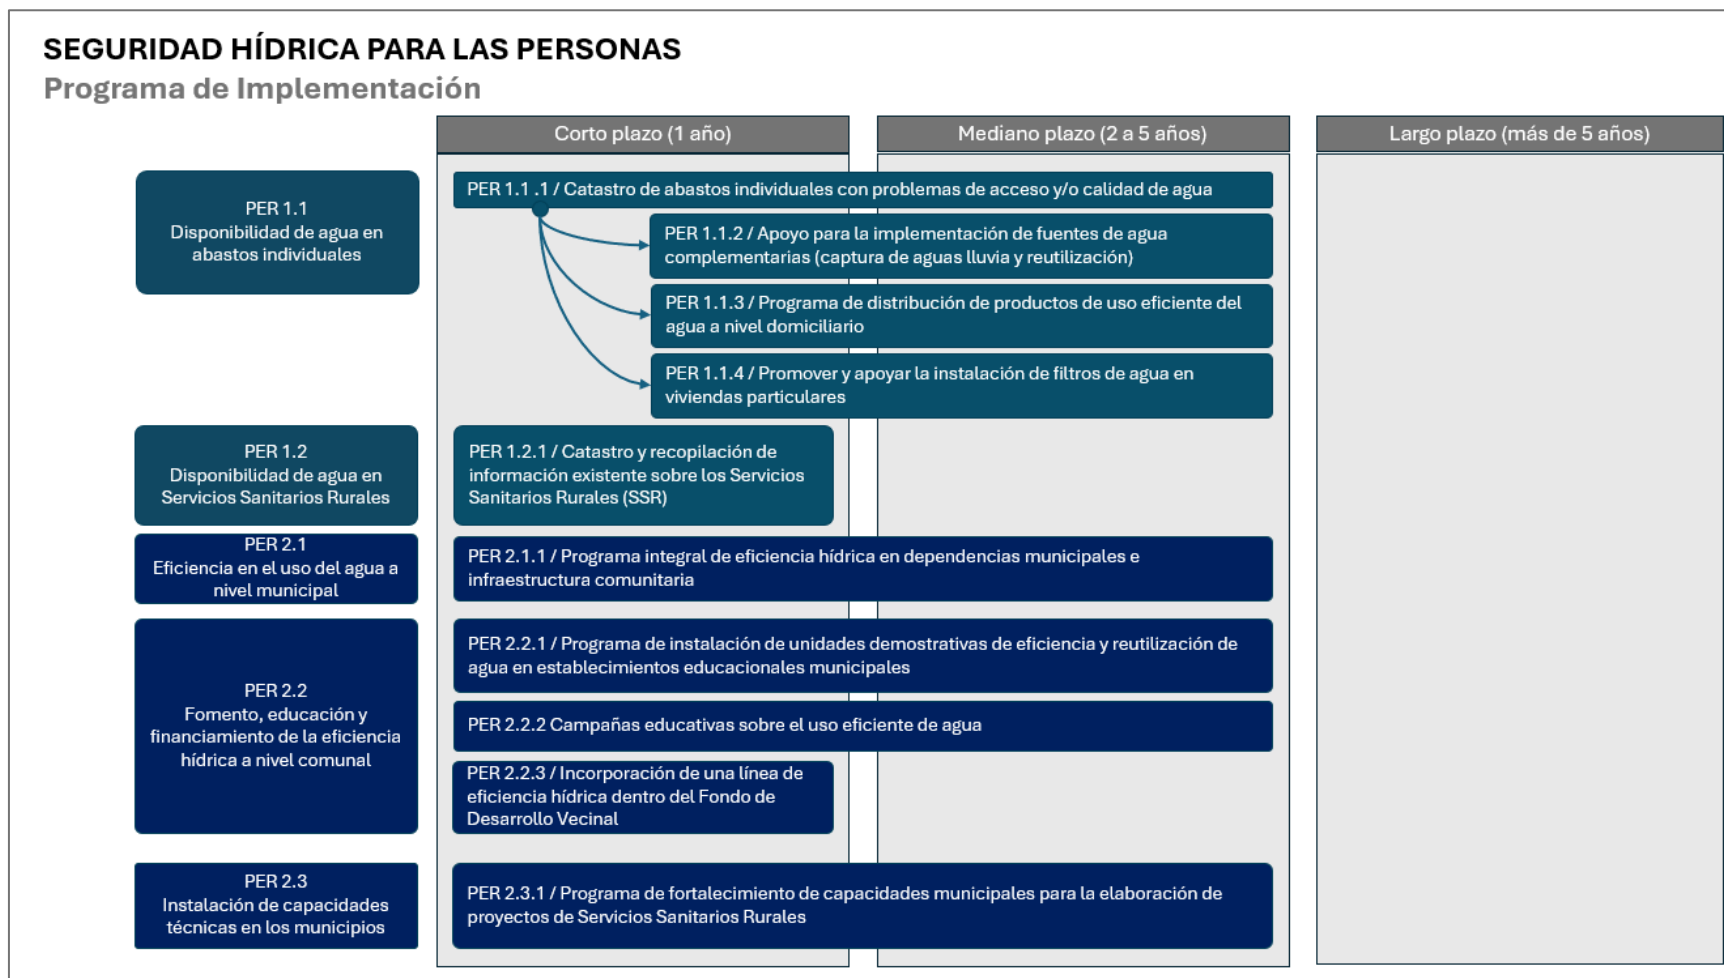 SEGURIDAD HÍDRICA PARA LAS PERSONAS
Programa de Implementación
Corto plazo (1 año)
Mediano plazo (2 a 5 años)
Largo plazo (más de 5 años)
PER 1.1
Disponibilidad de agua en
abastos individuales
PER 1.1 .1 / Catastro de abastos individuales con problemas de acceso y/o calidad de agua
PER 1.1.2 / Apoyo para la implementación de fuentes de agua
complementarias (captura de aguas lluvia y reutilización)
PER 1.1.3 / Programa de distribución de productos de uso eficiente del
agua a nivel domiciliario
PER 1.1.4 / Promover y apoyar la instalación de filtros de agua en
viviendas particulares
PER 1.2
Disponibilidad de agua en
Servicios Sanitarios Rurales
PER 1.2.1 / Catastro y recopilación de
información existente sobre los Servicios
Sanitarios Rurales (SSR)
PER 2.1
Eficiencia en el uso del agua a
nivel municipal
PER 2.1.1 / Programa integral de eficiencia hídrica en dependencias municipales e
infraestructura comunitaria
PER 2.2
Fomento, educación y
financiamiento de la eficiencia
hídrica a nivel comunal
PER 2.2.1 / Programa de instalación de unidades demostrativas de eficiencia y reutilización de
agua en establecimientos educacionales municipales
PER 2.2.2 Campañas educativas sobre el uso eficiente de agua
PER 2.2.3 / Incorporación de una línea de
eficiencia hídrica dentro del Fondo de
Desarrollo Vecinal
PER 2.3
Instalación de capacidades
técnicas en los municipios
PER 2.3.1 / Programa de fortalecimiento de capacidades municipales para la elaboración de
proyectos de Servicios Sanitarios Rurales